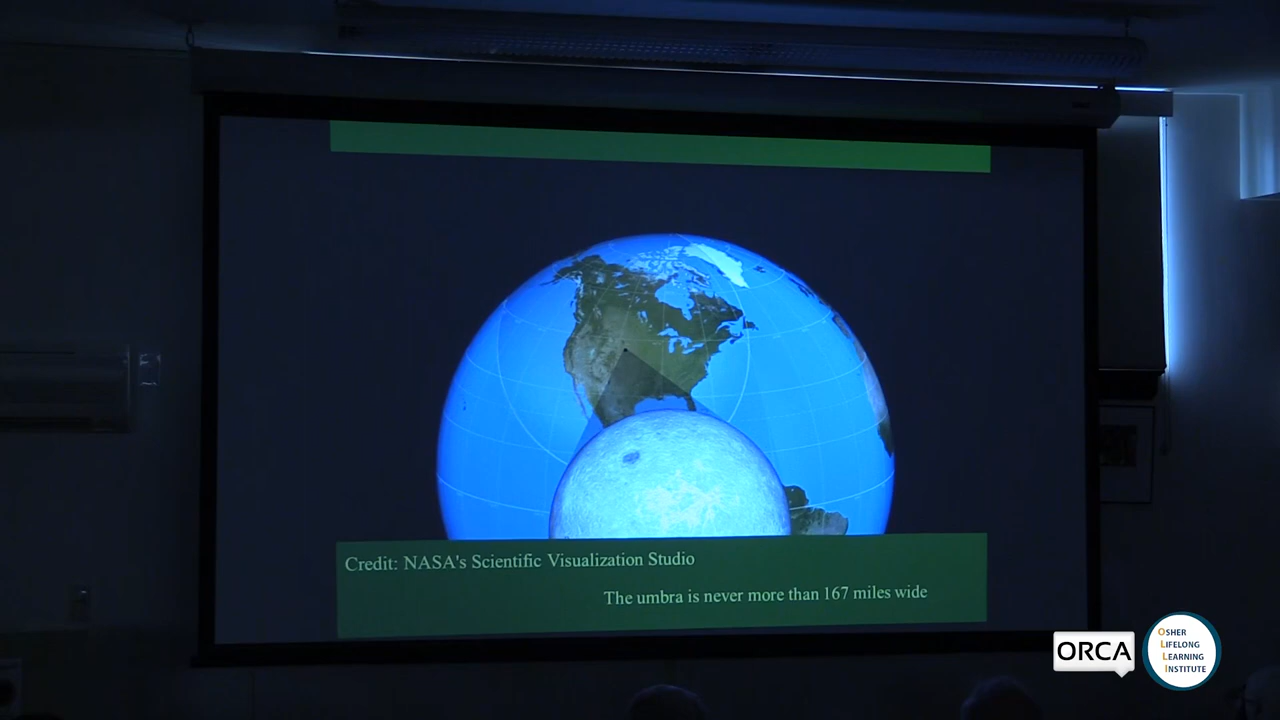 Credit: NASA's Scientific Visualization Studio
The umbra is never more than 167 miles wide
ORCA
OSHER
LIFELONG
LEARNING
INSTITUTE